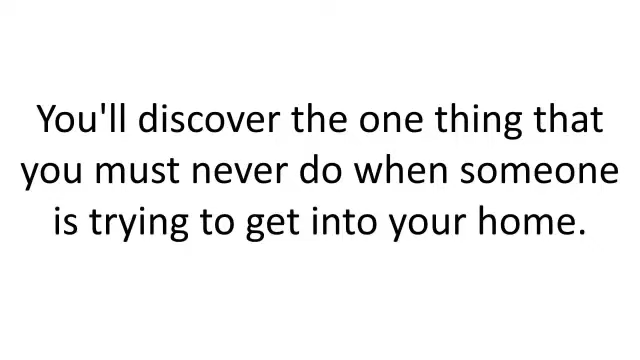 You'll discover the one thing that
you must never do when someone
is trying to get into your home.